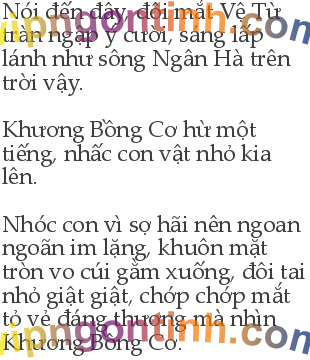 Nói đến đây, đôi mắt Vệ Từ
tràn ngập ý cười, sáng lấp
lánh như sông Ngân Hà trên
trời vậy.
Khương Bồng Cơ hừ một
tiếng, nhấc con vật nhỏ kia
lên.
Nhóc con vì sợ hãi nên ngoan
ngoãn im lặng, khuôn mặt
tròn vo cúi gằm xuống, đôi tai
nhỏ giật giật, chớp chớp mắt
tỏ vẻ đáng thương mà nhìn
Khương Bồng Cơ.
vipngontinh.com
vipngontinh.com